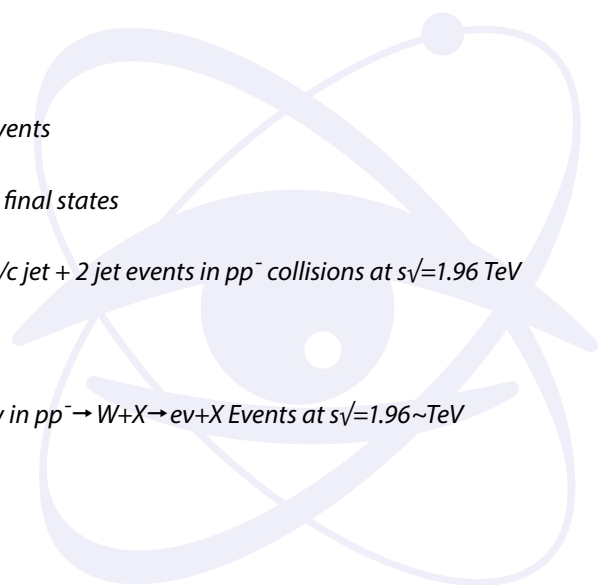 vents
final states
/c jet + 2 jet events in pp¯ collisions at s√=1.96 TeV
in pp¯→ W+X→eν+X Events at s√=1.96~TeV